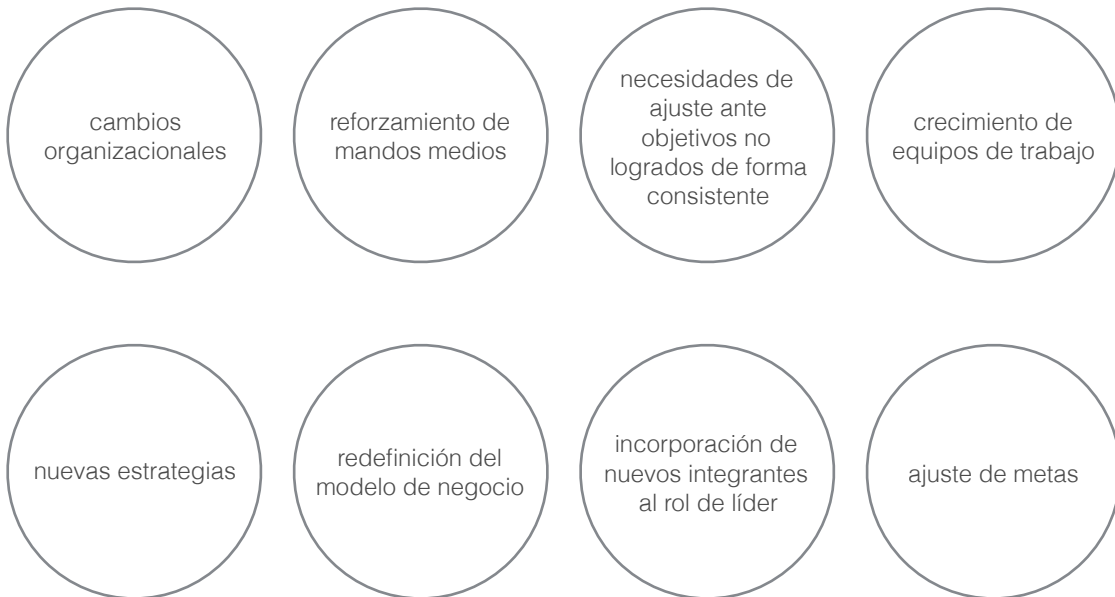 cambios
organizacionales
reforzamiento de
mandos medios
necesidades de
ajuste ante
objetivos no
logrados de forma
consistente
crecimiento de
equipos de trabajo
nuevas estrategias
redefinición del
modelo de negocio
incorporación de
nuevos integrantes
al rol de líder
ajuste de metas